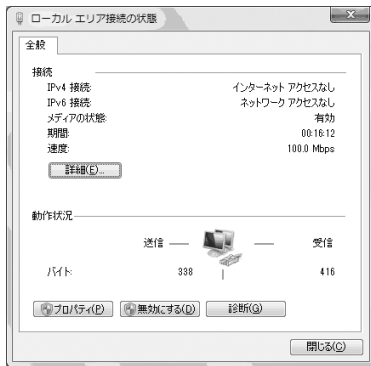 ローカル エリア接続の状態
全般
接続
IPv4 接続: インターネット アクセスなし
IPv6 接続: ネットワーク アクセスなし
メディアの状態: 有効
期間: 00:16:12
速度: 100.0 Mbps
詳細(E)...
動作状況
送信 受信
バイト: 338 416
プロパティ(P) 無効にする(D) 診断(G)
閉じる(C)